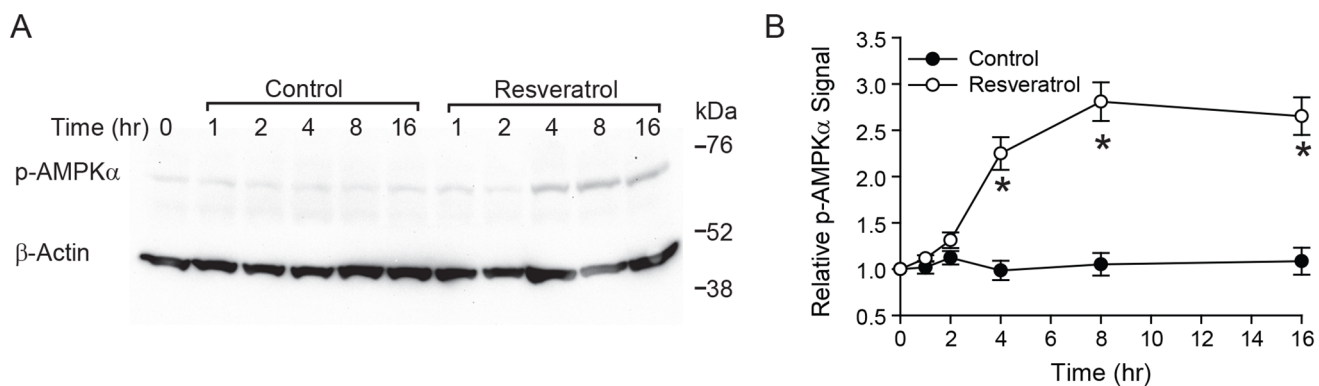 A
Control
Resveratrol
Time (hr) 0 1 2 4 8 16 1 2 4 8 16
kDa
p-AMPKα
–76
–52
β-Actin
–38
B
Relative p-AMPKα Signal
3.5
3.0
2.5
2.0
1.5
1.0
0.5
Control
Resveratrol
*
*
*
0 2 4 6 8 10 12 14 16
Time (hr)